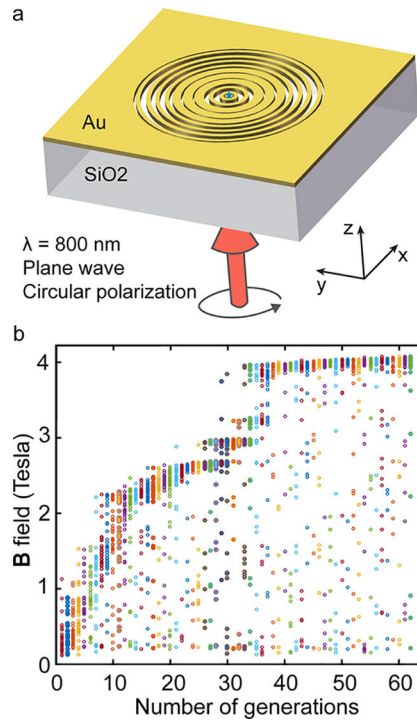 a
Au
SiO2
λ = 800 nm
Plane wave
Circular polarization
z
x
y
b
B field (Tesla)
4
3
2
1
0
0 10 20 30 40 50 60
Number of generations